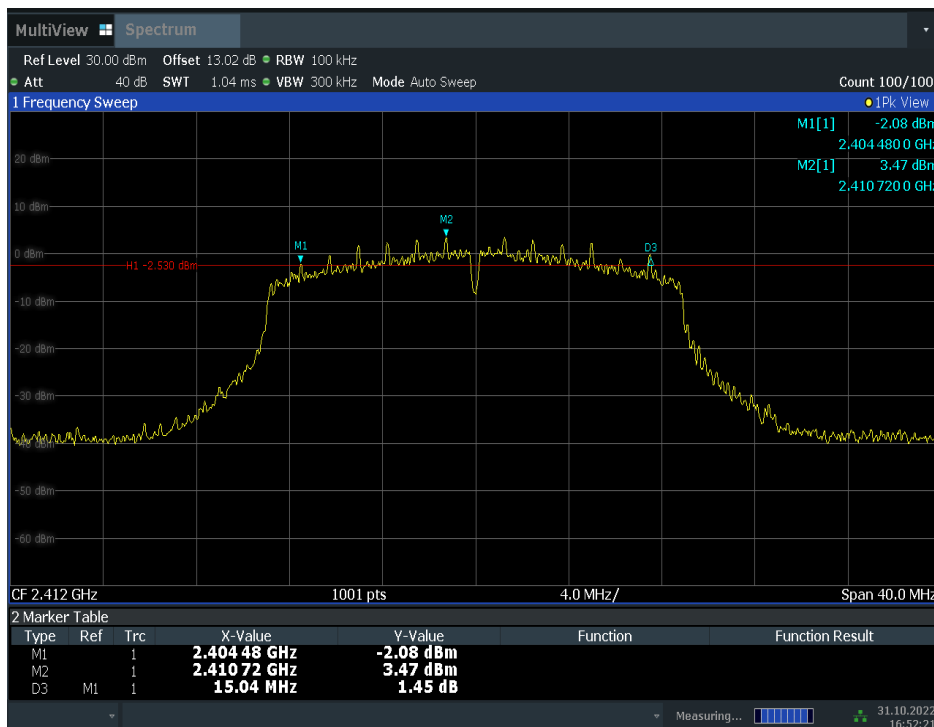 MultiView Spectrum
Ref Level 30.00 dBm Offset 13.02 dB RBW 100 kHz
Att 40 dB SWT 1.04 ms VBW 300 kHz Mode Auto Sweep Count 100/100
1 Frequency Sweep 1Pk View
M1[1] -2.08 dBm
2.404 480 0 GHz
M2[1] 3.47 dBm
2.410 720 0 GHz
20 dBm
10 dBm
M2
M1
D3
0 dBm
H1 -2.530 dBm
-10 dBm
-20 dBm
-30 dBm
-40 dBm
-50 dBm
-60 dBm
CF 2.412 GHz 1001 pts 4.0 MHz/ Span 40.0 MHz
2 Marker Table
Type Ref Trc X-Value Y-Value Function Function Result
M1 1 2.404 48 GHz -2.08 dBm
M2 1 2.410 72 GHz 3.47 dBm
D3 M1 1 15.04 MHz 1.45 dB
Measuring... 31.10.2022
16:52:21